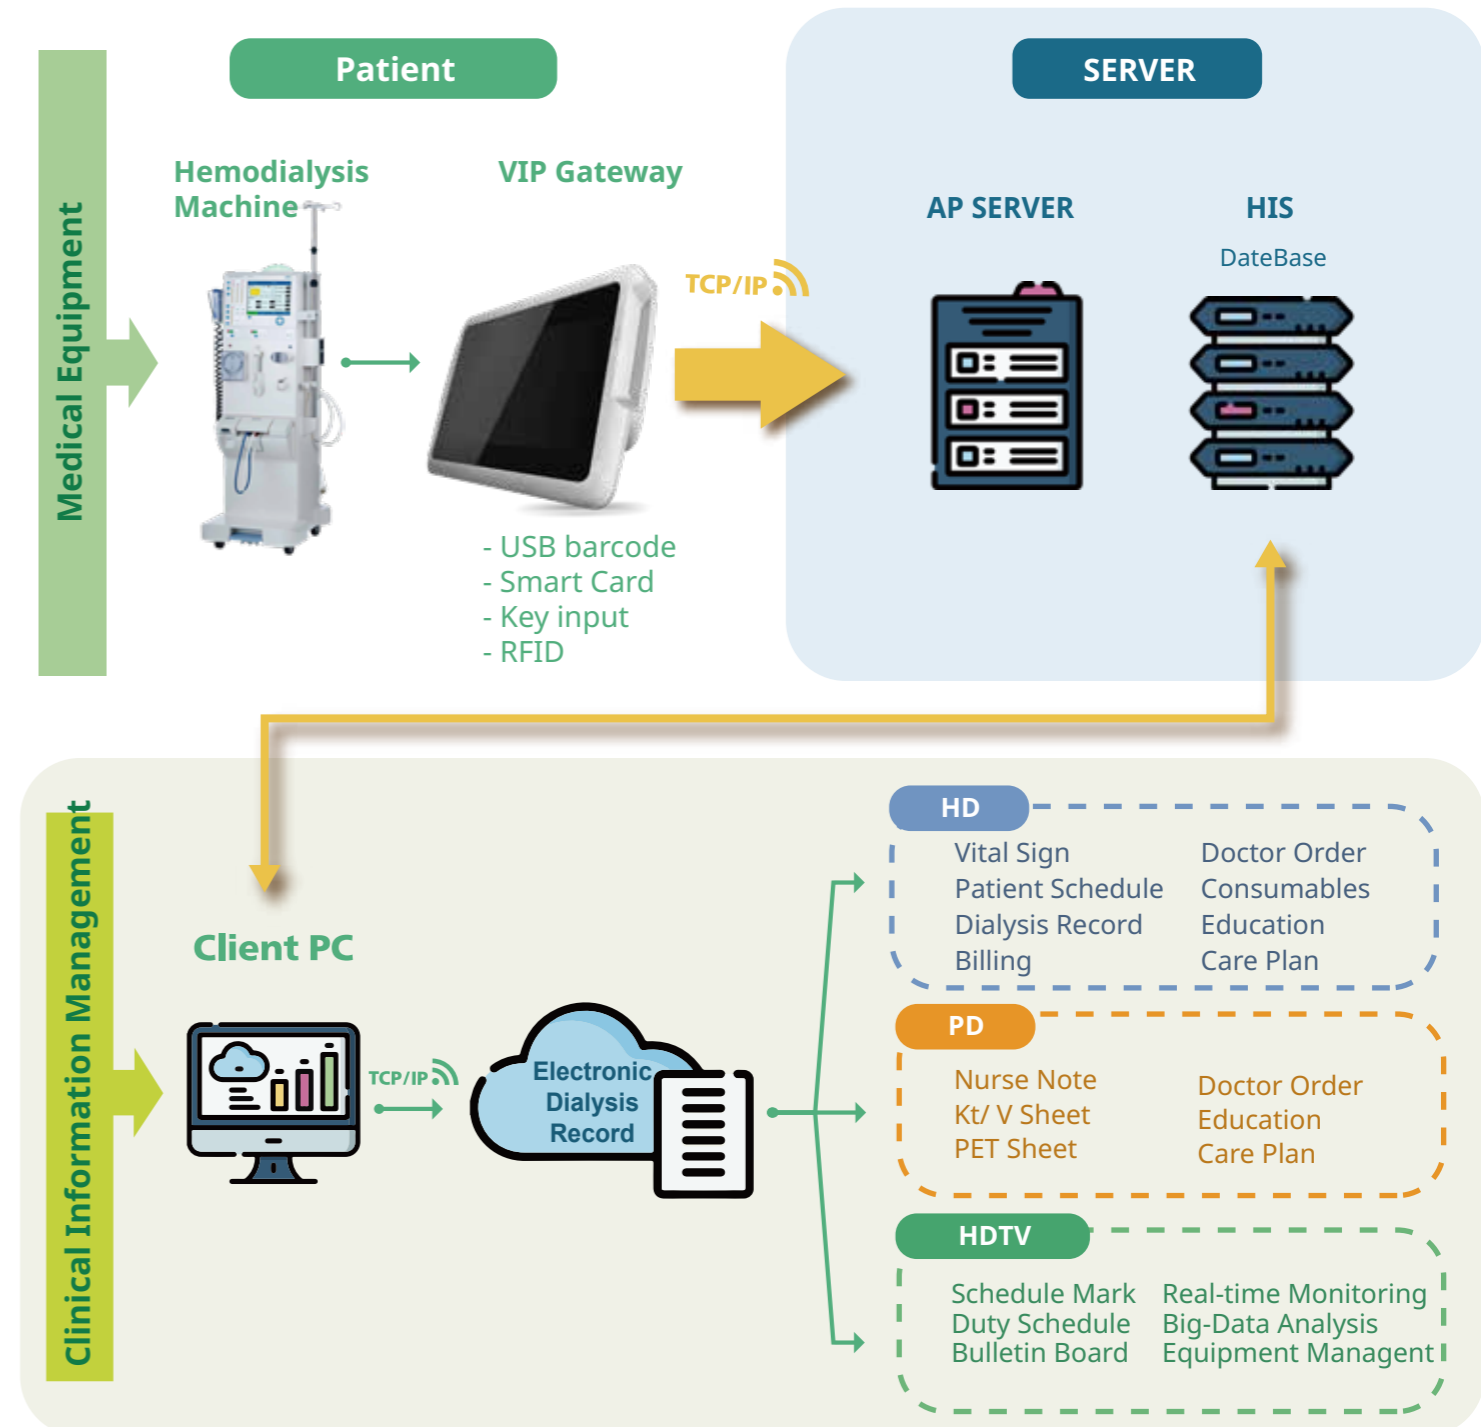 Patient
SERVER
Medical Equipment
Hemodialysis
Machine
VIP Gateway
TCP/IP
AP SERVER
HIS
DateBase
- USB barcode
- Smart Card
- Key input
- RFID
Clinical Information Management
Client PC
TCP/IP
Electronic
Dialysis
Record
HD
Vital Sign
Patient Schedule
Dialysis Record
Billing
Doctor Order
Consumables
Education
Care Plan
PD
Nurse Note
Kt/ V Sheet
PET Sheet
Doctor Order
Education
Care Plan
HDTV
Schedule Mark
Duty Schedule
Bulletin Board
Real-time Monitoring
Big-Data Analysis
Equipment Managent